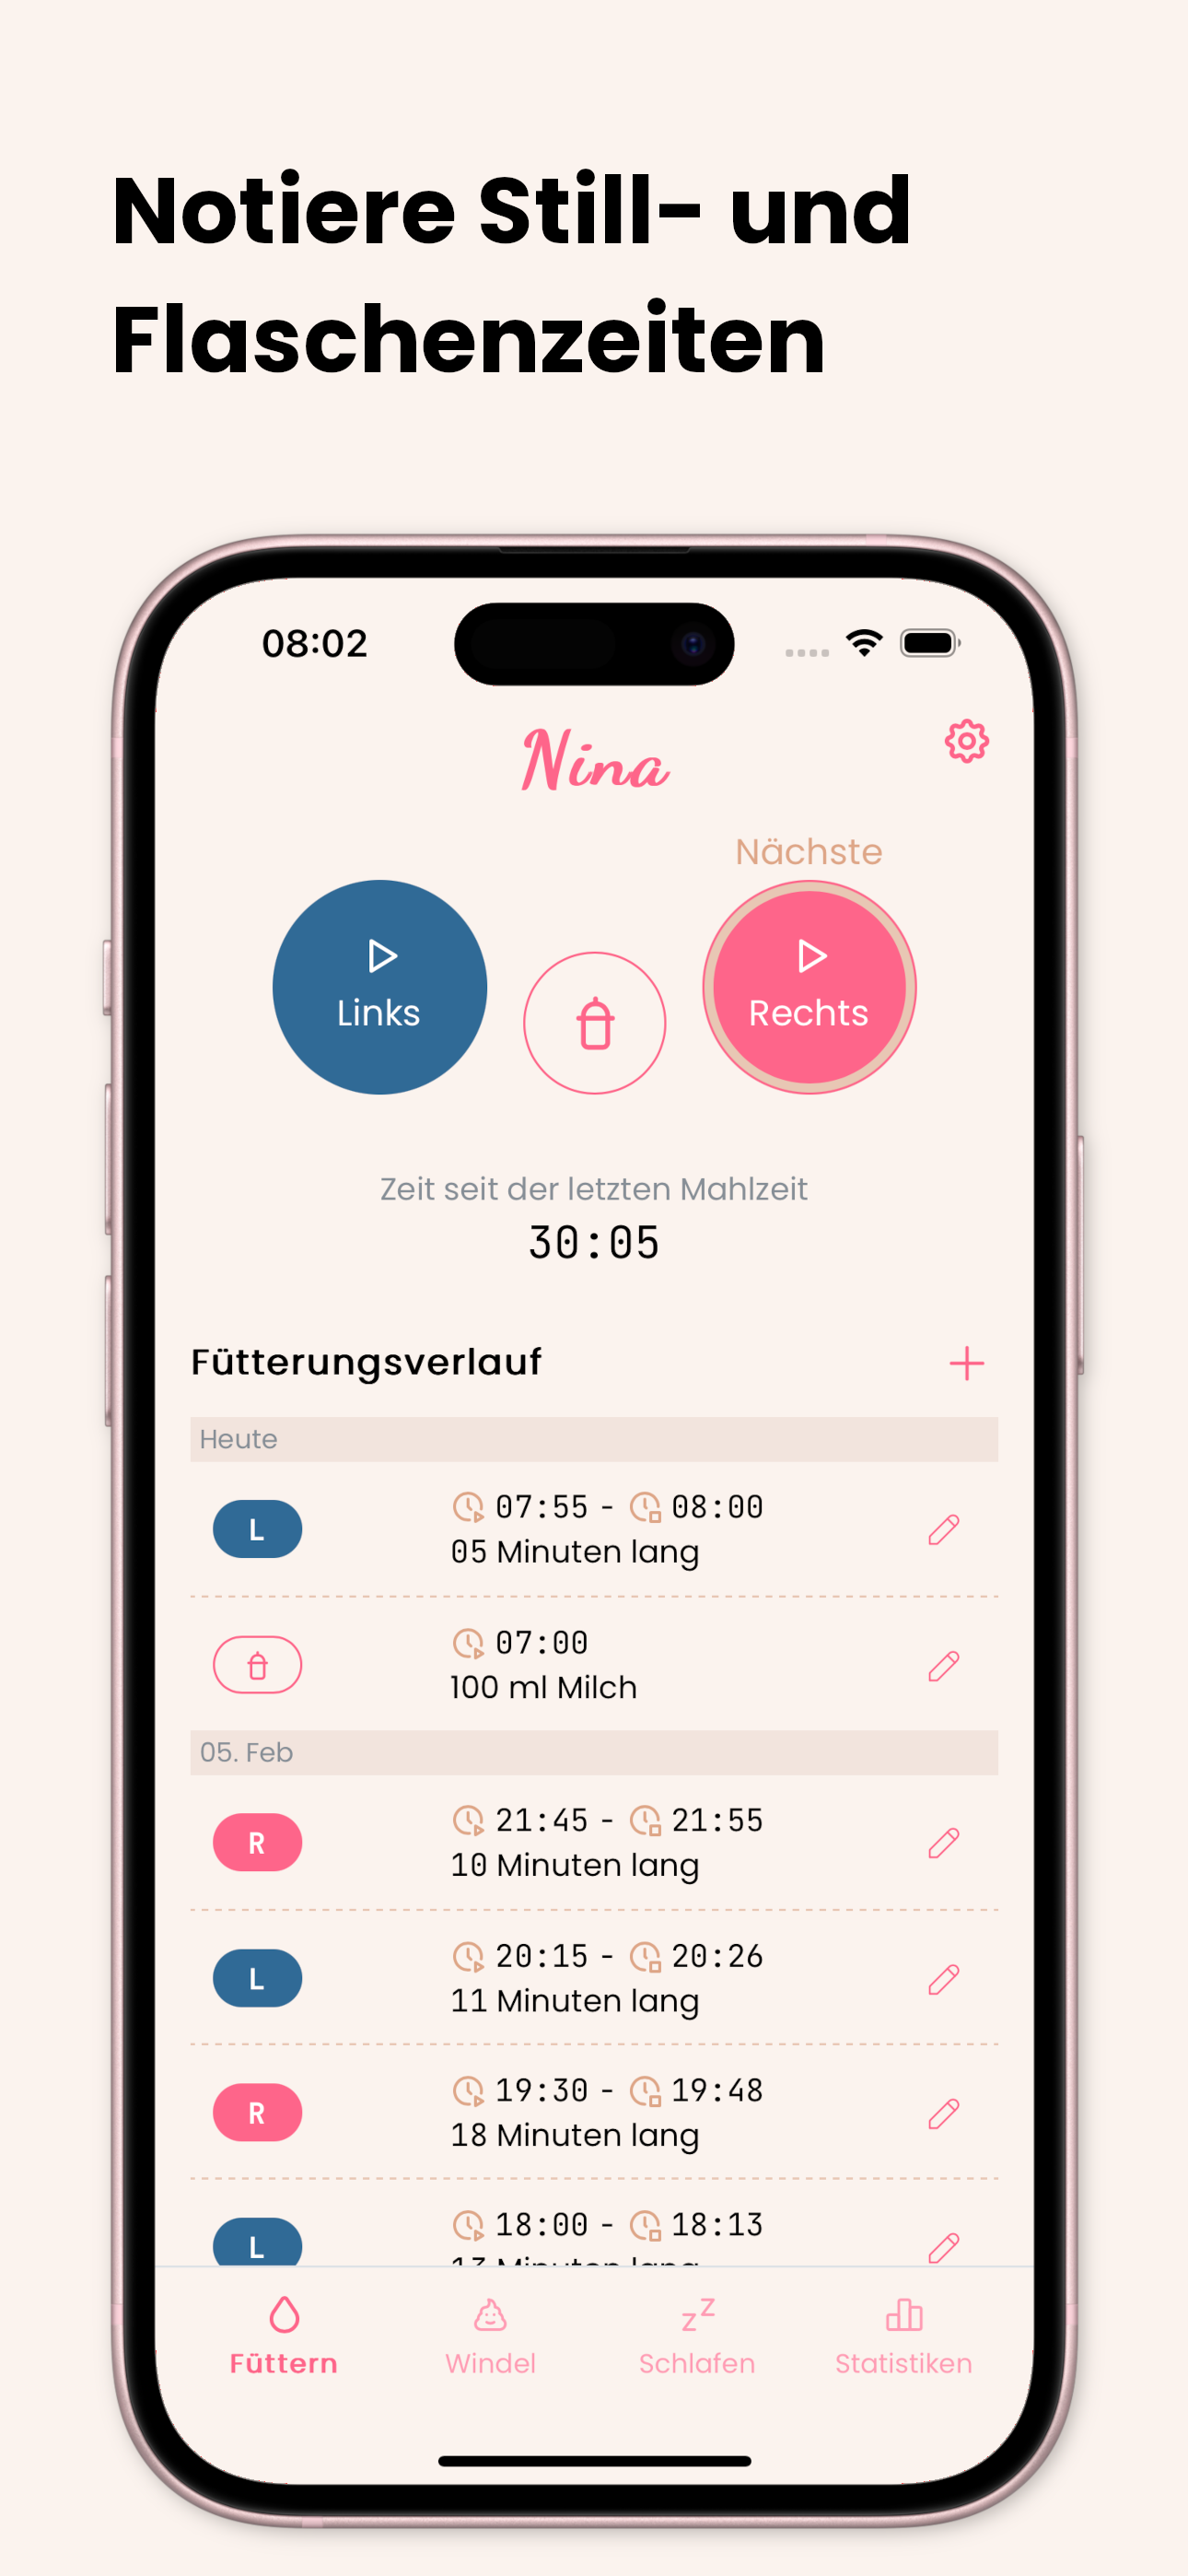 Notiere Still- und
Flaschenzeiten
08:02
Nina
Nächste
Links
Rechts
Zeit seit der letzten Mahlzeit
30:05
Fütterungsverlauf
Heute
L
07:55 - 08:00
05 Minuten lang
07:00
100 ml Milch
05. Feb
R
21:45 - 21:55
10 Minuten lang
L
20:15 - 20:26
11 Minuten lang
R
19:30 - 19:48
18 Minuten lang
L
18:00 - 18:13
13 Minuten lang
Füttern
Windel
Schlafen
Statistiken